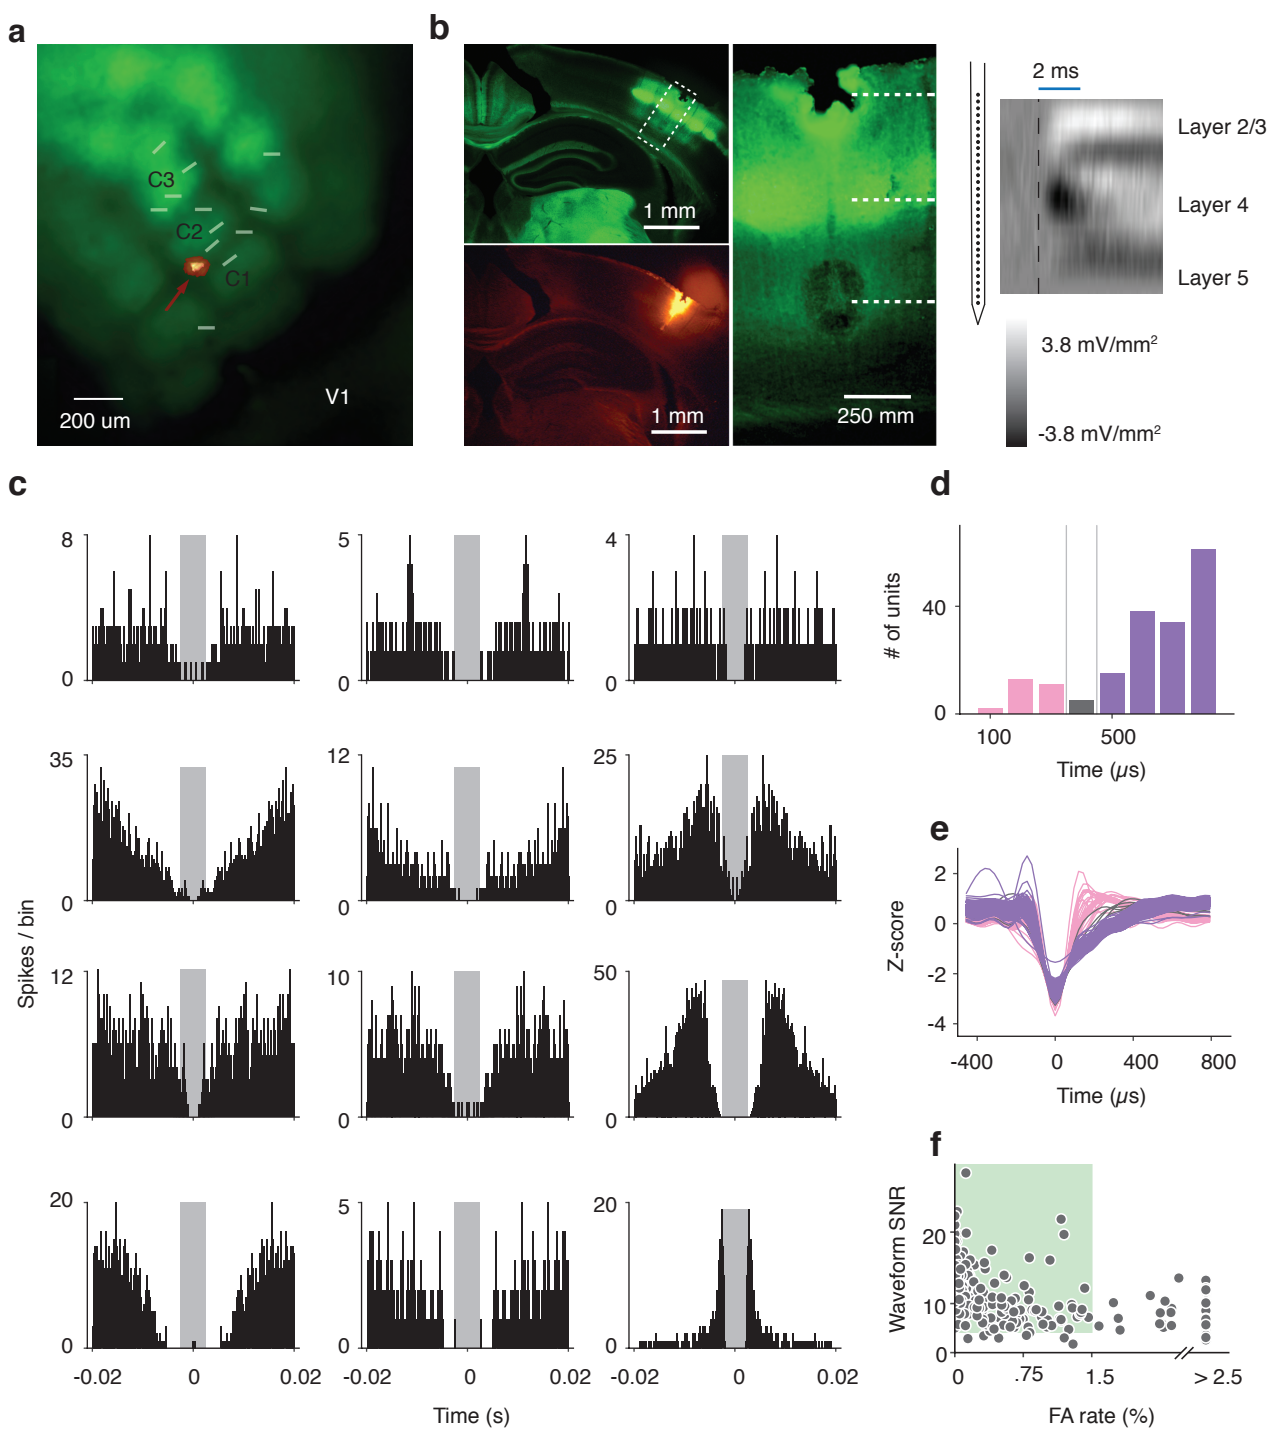 a
C3
C2
C1
V1
200 um
b
1 mm
1 mm
250 mm
2 ms
Layer 2/3
Layer 4
Layer 5
3.8 mV/mm²
-3.8 mV/mm²
c
Spikes / bin
8
0
5
0
4
0
35
0
12
0
25
0
12
0
10
0
50
0
20
0
5
0
20
0
-0.02 0 0.02
-0.02 0 0.02
-0.02 0 0.02
Time (s)
d
# of units
40
0
100 500
Time (µs)
e
Z-score
2
0
-2
-4
-400 0 400 800
Time (µs)
f
Waveform SNR
20
10
0
0 .75 1.5 > 2.5
FA rate (%)